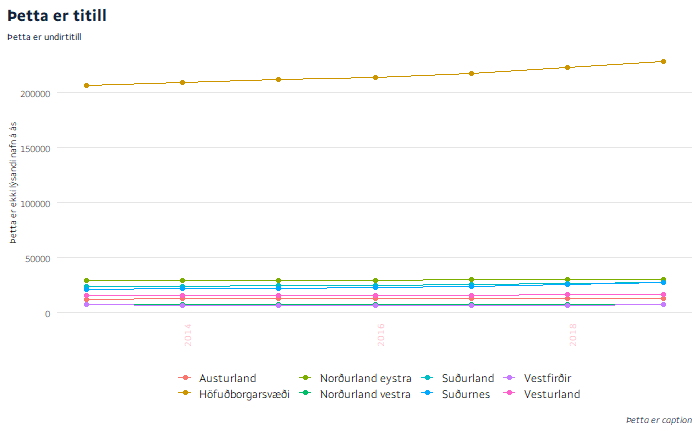 Þetta er titill
Þetta er undirtitill
Þetta er ekki lýsandi nafn á ás
200000
150000
100000
50000
0
2014
2016
2018
Austurland
Norðurland eystra
Suðurland
Vestfirðir
Höfuðborgarsvæði
Norðurland vestra
Suðurnes
Vesturland
Þetta er caption